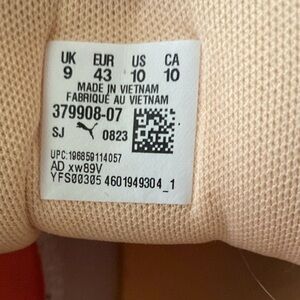 UK EUR US CA
9 43 10 10
MADE IN VIETNAM
FABRIQUÉ AU VIETNAM
379908-07
SJ 0823
UPC:196859114057
AD xw89V
YFS00305 4601949304_1